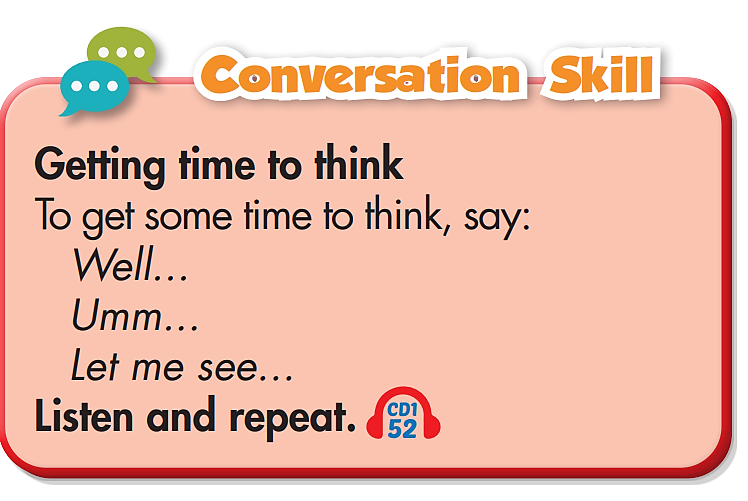 Conversation Skill
Getting time to think
To get some time to think, say:
Well...
Umm...
Let me see...
Listen and repeat. CD1 52